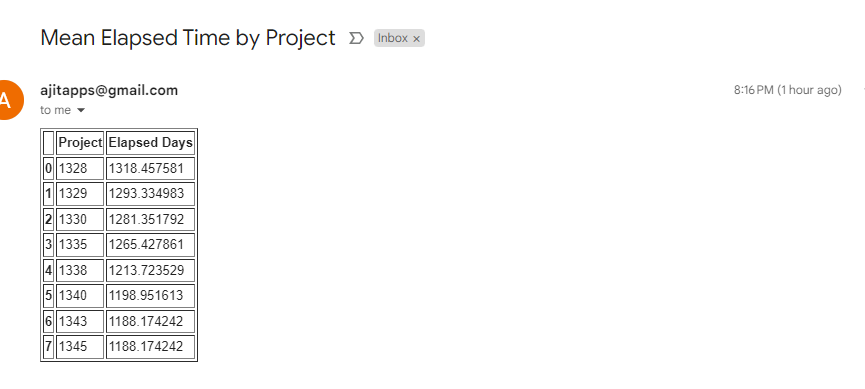 Mean Elapsed Time by Project Inbox ×
A
ajitapps@gmail.com 8:16 PM (1 hour ago)
to me
Project Elapsed Days
0 1328 1318.457581
1 1329 1293.334983
2 1330 1281.351792
3 1335 1265.427861
4 1338 1213.723529
5 1340 1198.951613
6 1343 1188.174242
7 1345 1188.174242